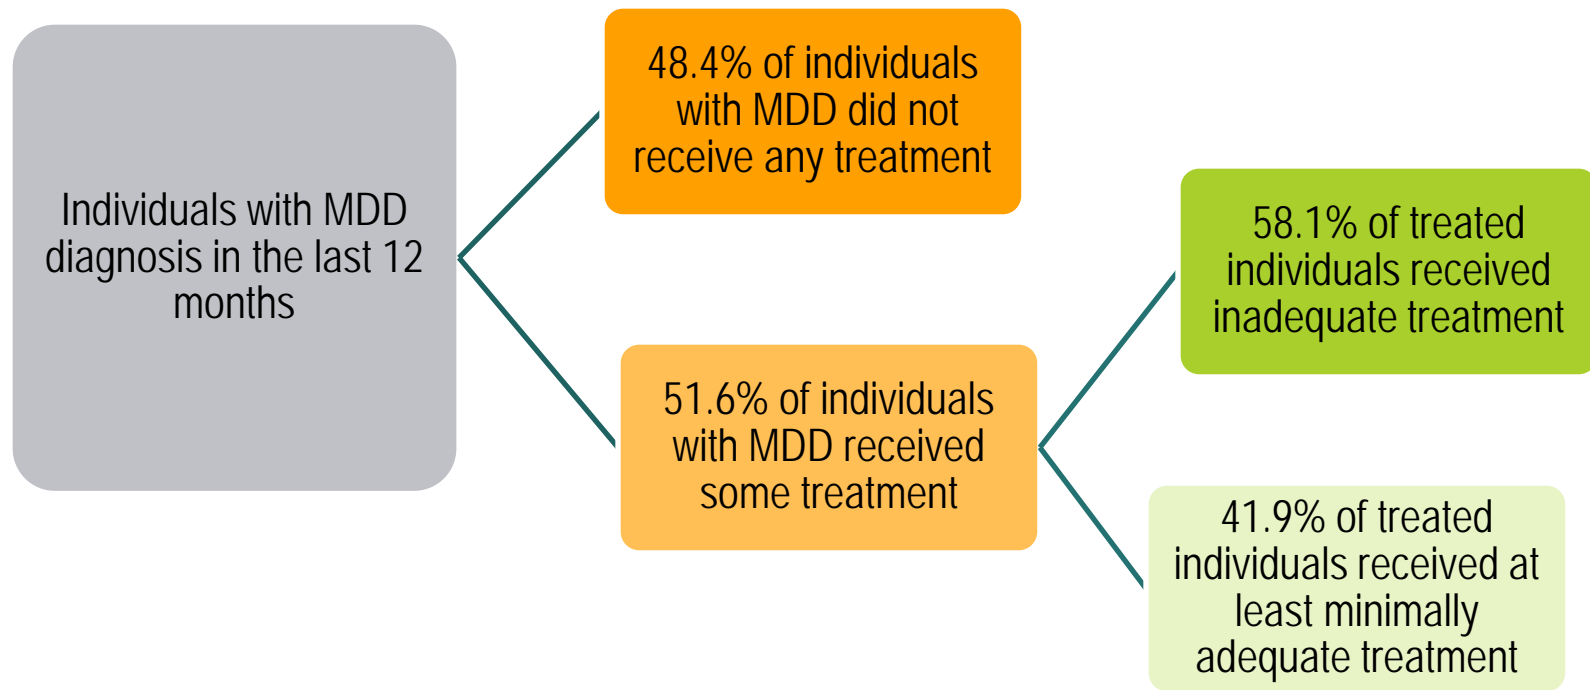 Individuals with MDD
diagnosis in the last 12
months
48.4% of individuals
with MDD did not
receive any treatment
51.6% of individuals
with MDD received
some treatment
58.1% of treated
individuals received
inadequate treatment
41.9% of treated
individuals received at
least minimally
adequate treatment